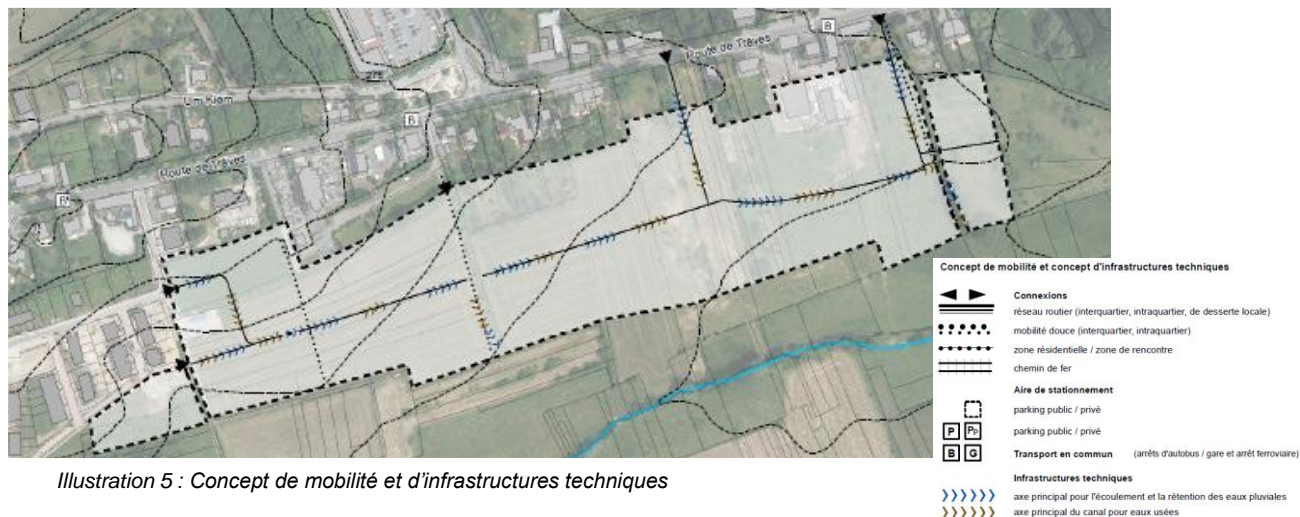 B
Route de Trèves
276
Um Kiem
B
Route de Trèves
B
Concept de mobilité et concept d'infrastructures techniques
Connexions
réseau routier (interquartier, intraquartier, de desserte locale)
mobilité douce (interquartier, intraquartier)
zone résidentielle / zone de rencontre
chemin de fer
Aire de stationnement
parking public / privé
P PP parking public / privé
B G Transport en commun (arrêts d'autobus / gare et arrêt ferroviaire)
Infrastructures techniques
axe principal pour l'écoulement et la rétention des eaux pluviales
axe principal du canal pour eaux usées
Illustration 5 : Concept de mobilité et d'infrastructures techniques